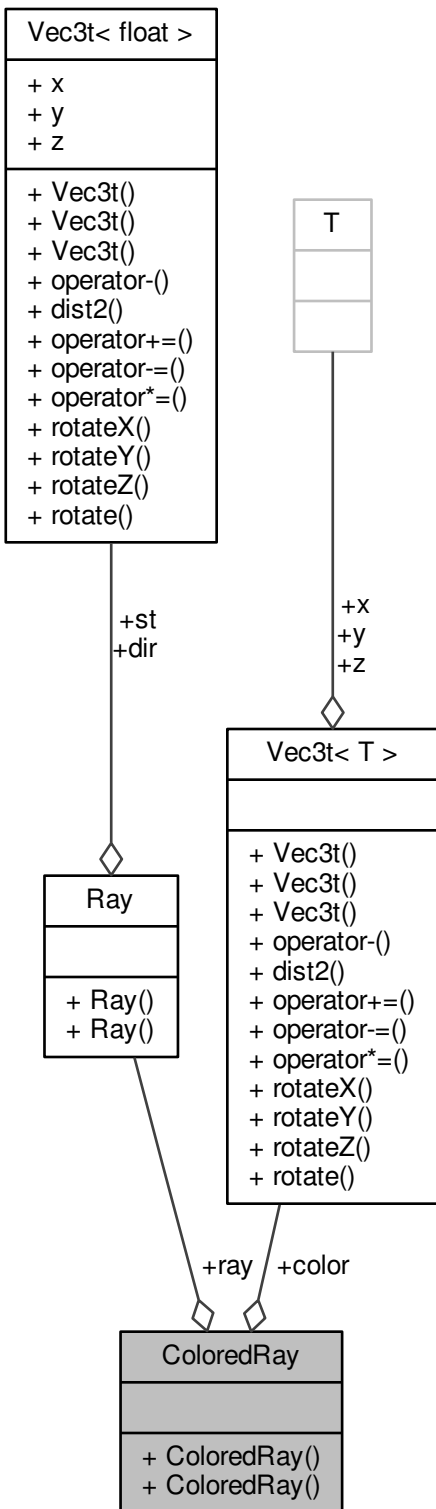 Vec3t< float >
+ x
+ y
+ z
+ Vec3t()
+ Vec3t()
+ Vec3t()
+ operator-()
+ dist2()
+ operator+=()
+ operator-=()
+ operator*=()
+ rotateX()
+ rotateY()
+ rotateZ()
+ rotate()
T
+st
+dir
+x
+y
+z
Vec3t< T >
+ Vec3t()
+ Vec3t()
+ Vec3t()
+ operator-()
+ dist2()
+ operator+=()
+ operator-=()
+ operator*=()
+ rotateX()
+ rotateY()
+ rotateZ()
+ rotate()
Ray
+ Ray()
+ Ray()
+ray
+color
ColoredRay
+ ColoredRay()
+ ColoredRay()